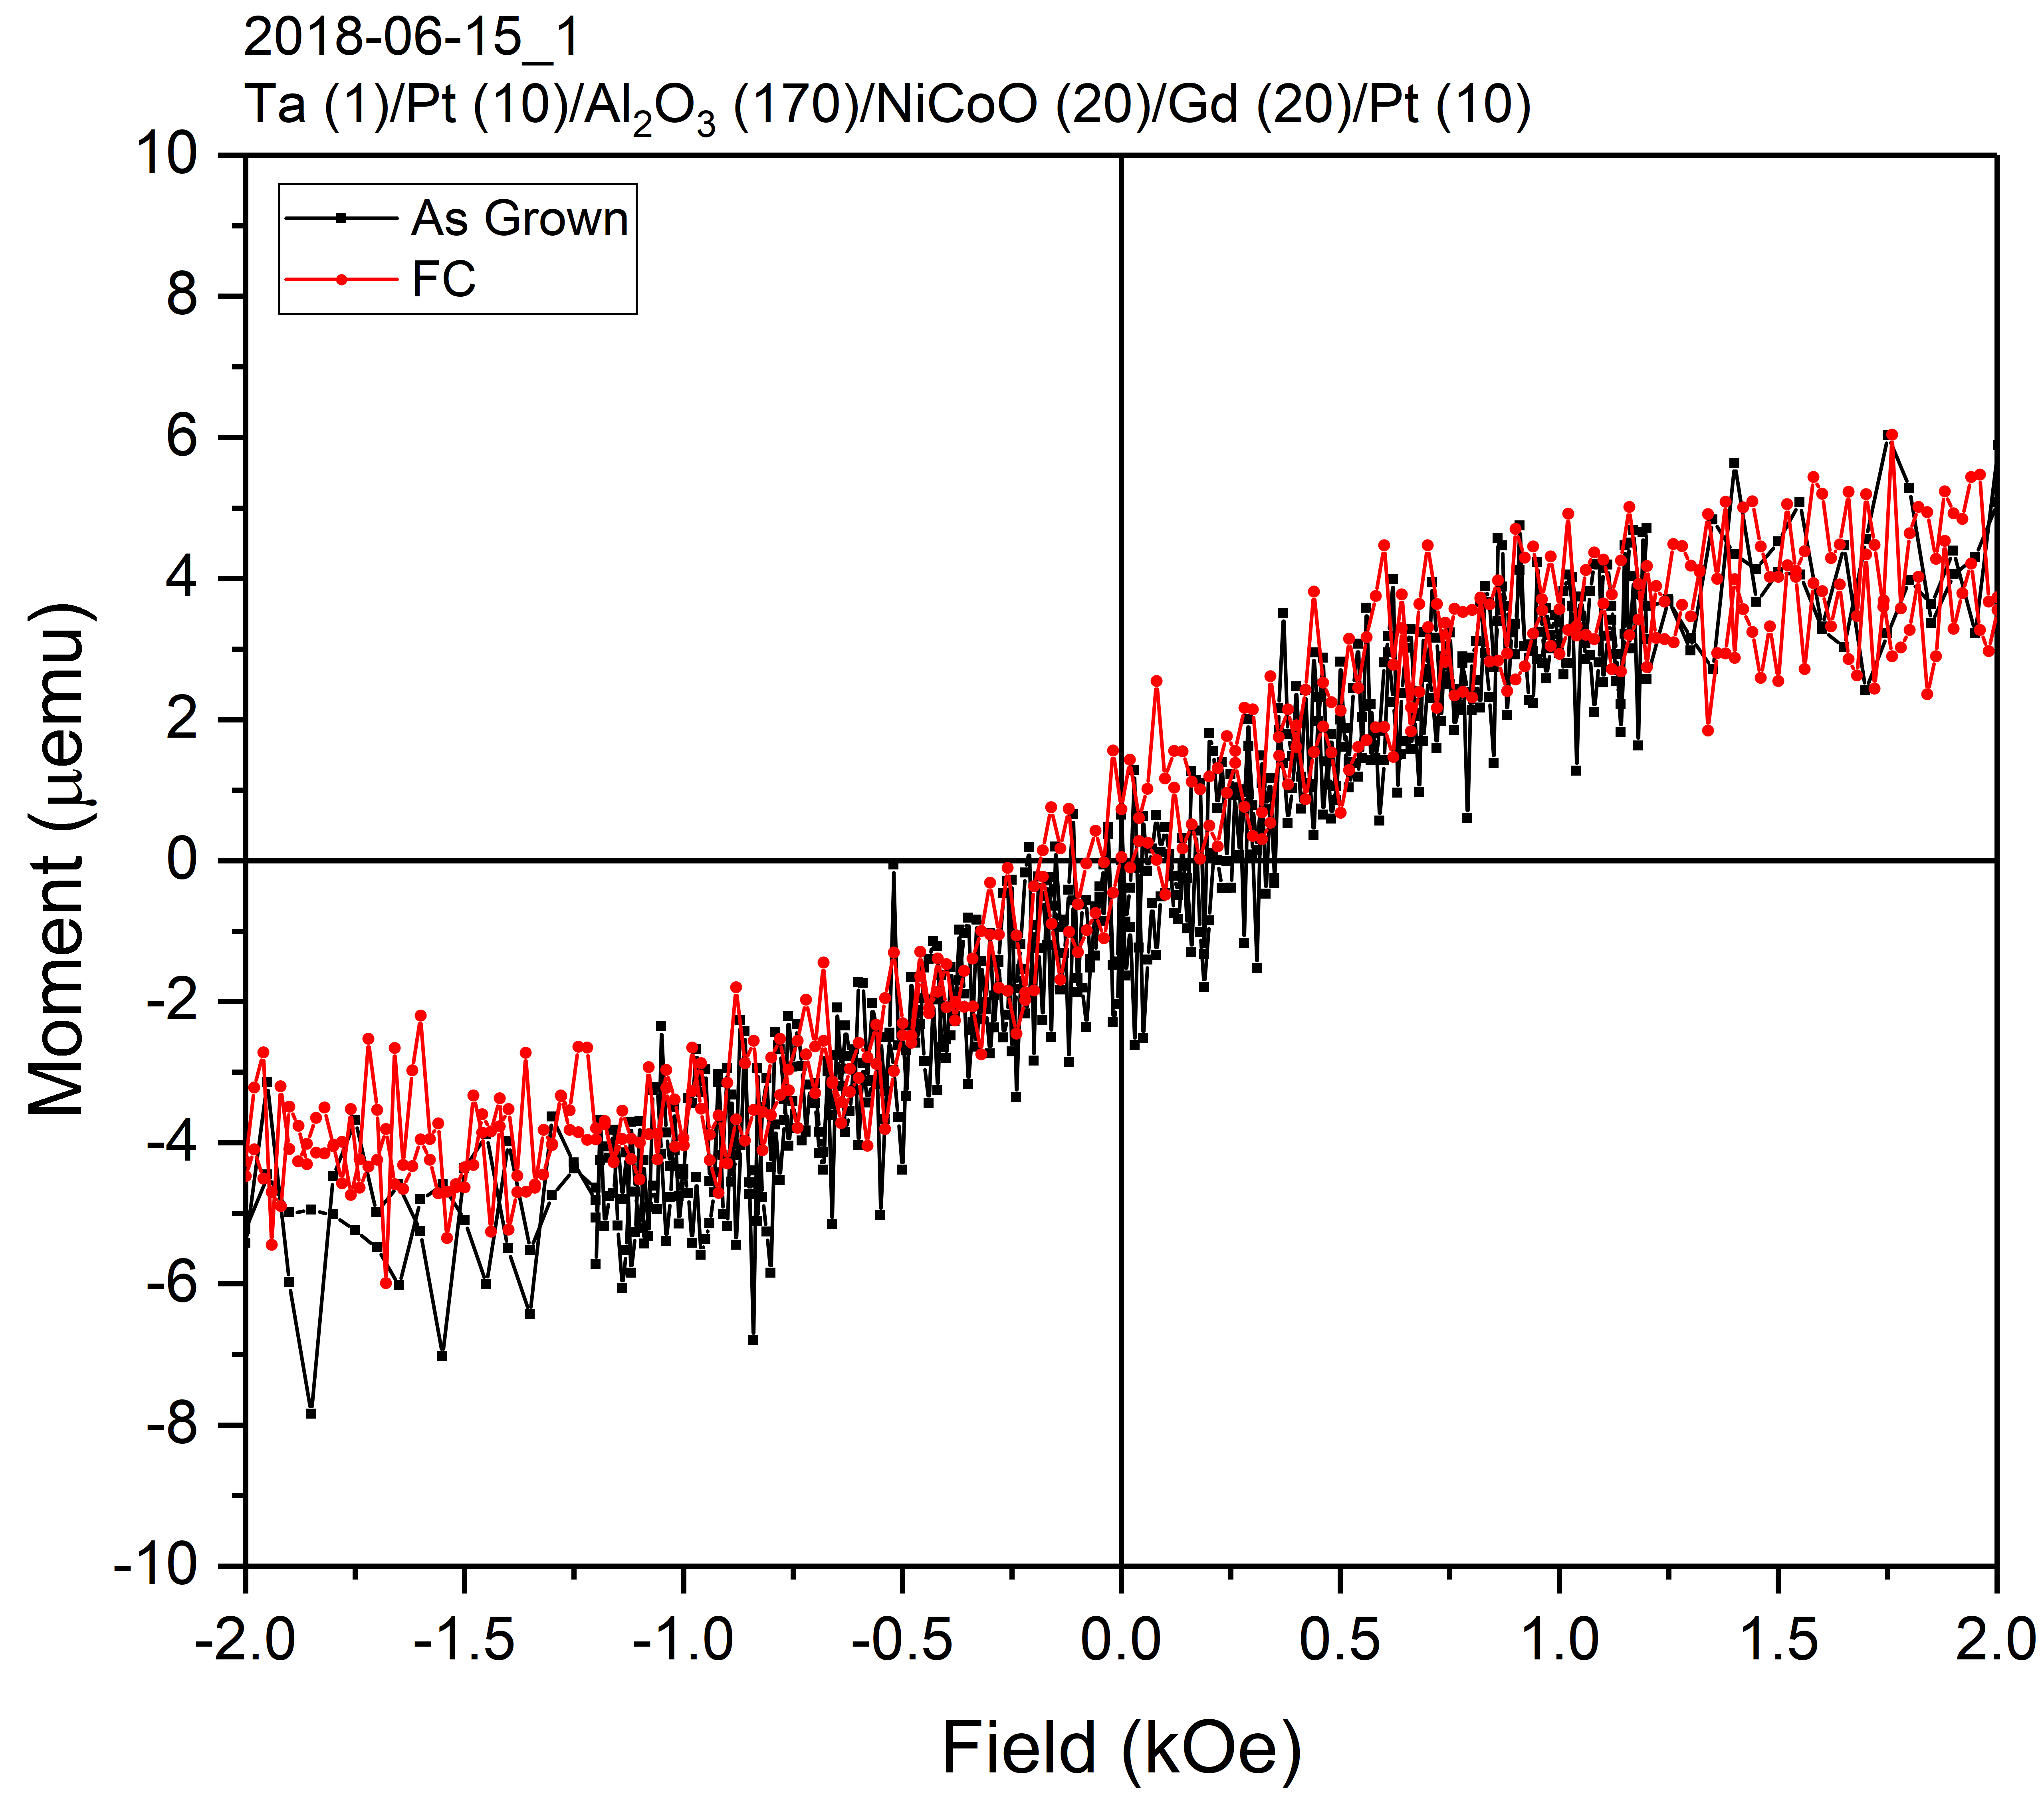 2018-06-15_1
Ta (1)/Pt (10)/Al₂O₃ (170)/NiCoO (20)/Gd (20)/Pt (10)
As Grown
FC
10
8
6
4
2
0
-2
-4
-6
-8
-10
Moment (μemu)
-2.0 -1.5 -1.0 -0.5 0.0 0.5 1.0 1.5 2.0
Field (kOe)